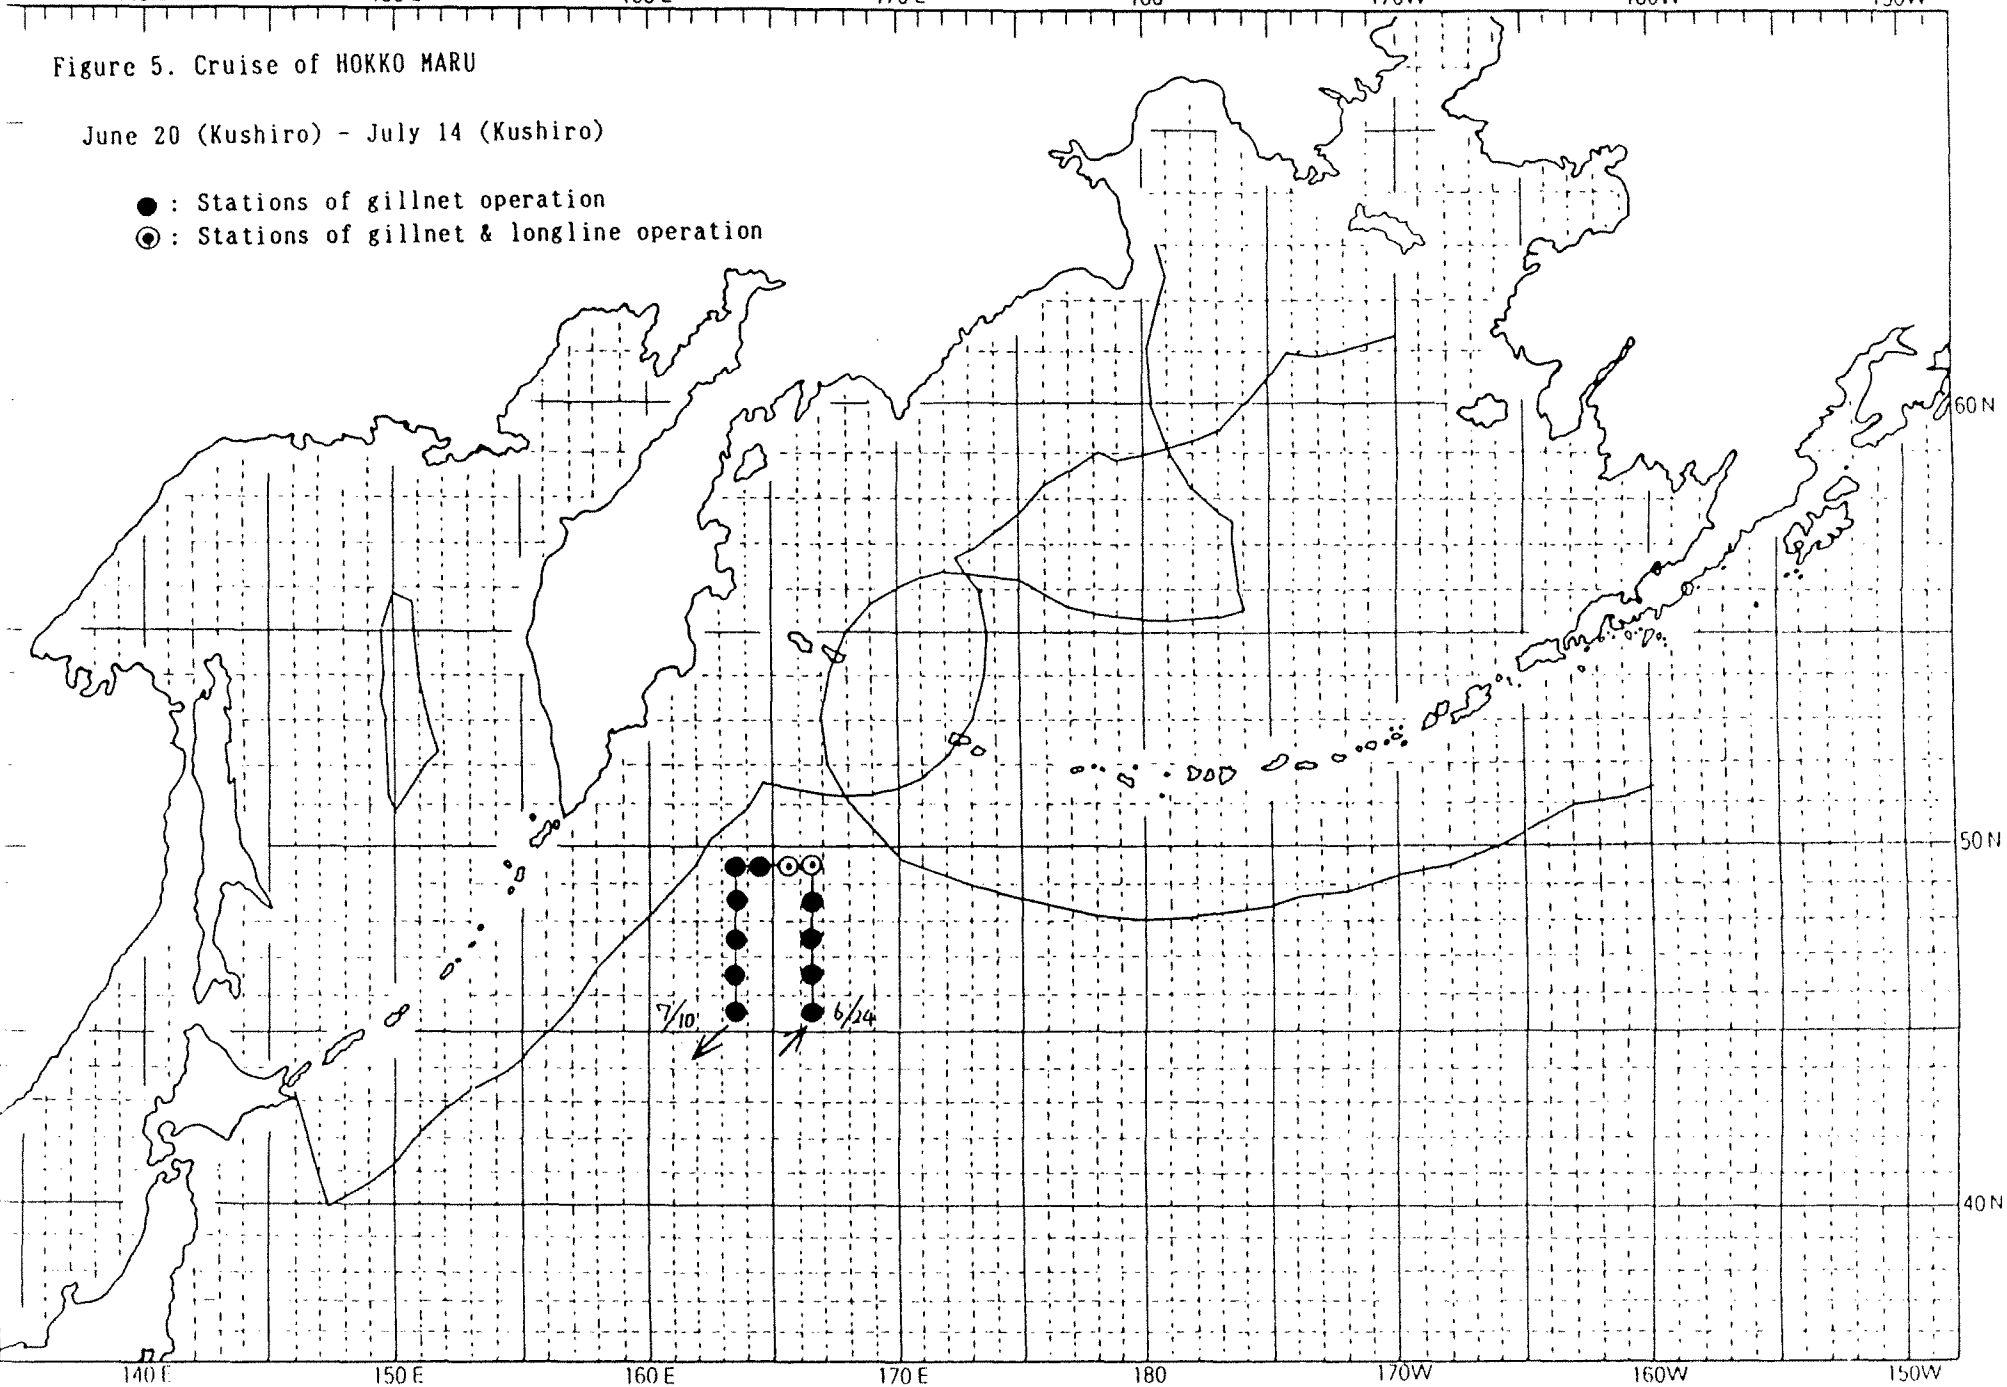 Figure 5. Cruise of HOKKO MARU
June 20 (Kushiro) - July 14 (Kushiro)
● : Stations of gillnet operation
◉ : Stations of gillnet & longline operation
60N
50N
7/10
6/24
40N
140E 150E 160E 170E 180 170W 160W 150W